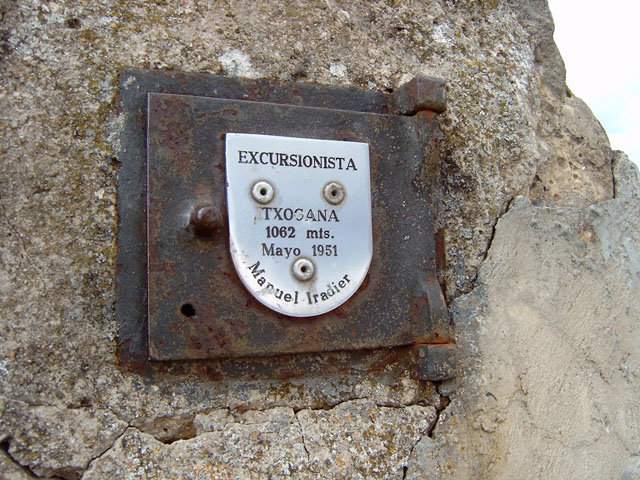 EXCURSIONISTA
TXOGANA
1062 mts.
Mayo 1951
Manuel Iradier